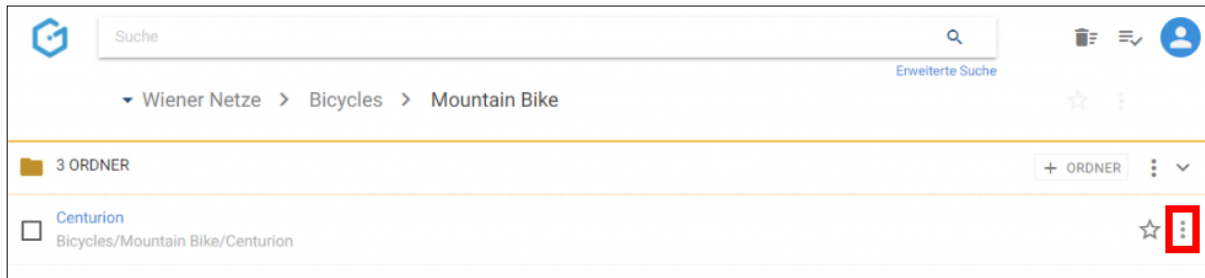 Suche
Erweiterte Suche
Wiener Netze > Bicycles > Mountain Bike
3 ORDNER
+ ORDNER
Centurion
Bicycles/Mountain Bike/Centurion